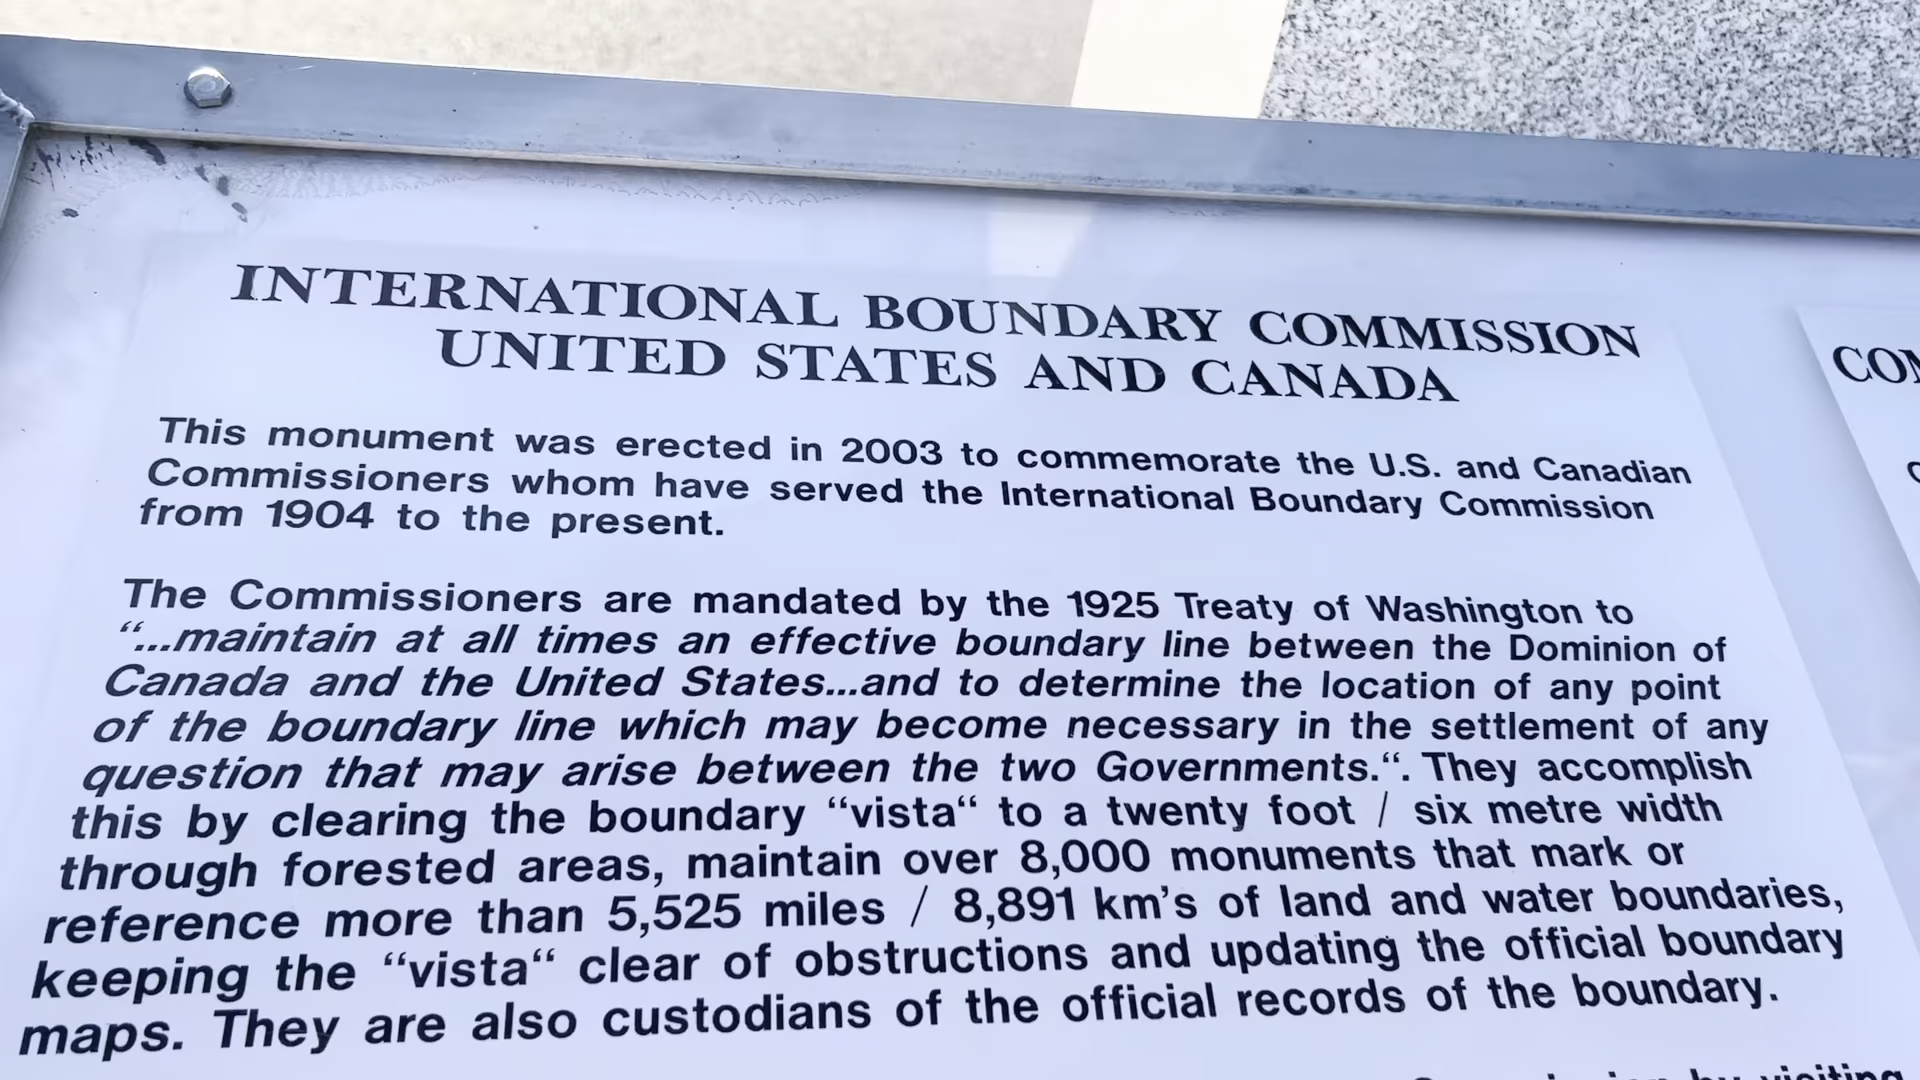 INTERNATIONAL BOUNDARY COMMISSION
UNITED STATES AND CANADA
This monument was erected in 2003 to commemorate the U.S. and Canadian
Commissioners whom have served the International Boundary Commission
from 1904 to the present.
The Commissioners are mandated by the 1925 Treaty of Washington to
“...maintain at all times an effective boundary line between the Dominion of
Canada and the United States...and to determine the location of any point
of the boundary line which may become necessary in the settlement of any
question that may arise between the two Governments.“. They accomplish
this by clearing the boundary “vista“ to a twenty foot / six metre width
through forested areas, maintain over 8,000 monuments that mark or
reference more than 5,525 miles / 8,891 km’s of land and water boundaries,
keeping the “vista“ clear of obstructions and updating the official boundary
maps. They are also custodians of the official records of the boundary.
by visiting